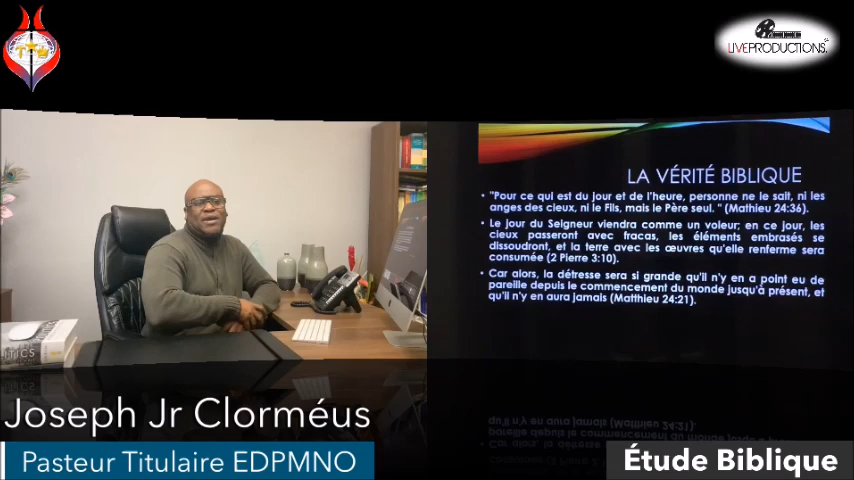 LIVEPRODUCTIONS
LA VÉRITÉ BIBLIQUE
• "Pour ce qui est du jour et de l'heure, personne ne le sait, ni les
anges des cieux, ni le Fils, mais le Père seul. " (Mathieu 24:36).
• Le jour du Seigneur viendra comme un voleur; en ce jour, les
cieux passeront avec fracas, les éléments embrasés se
dissoudront, et la terre avec les œuvres qu'elle renferme sera
consumée (2 Pierre 3:10).
• Car alors, la détresse sera si grande qu'il n'y en a point eu de
pareille depuis le commencement du monde jusqu'à présent, et
qu'il n'y en aura jamais (Matthieu 24:21).
Joseph Jr Clorméus
Pasteur Titulaire EDPMNO
Étude Biblique